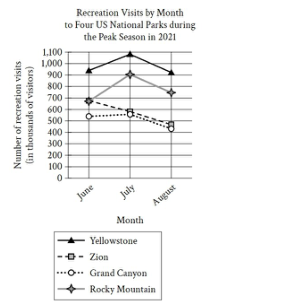 Recreation Visits by Month
to Four US National Parks during
the Peak Season in 2021
Number of recreation visits
(in thousands of visitors)
1,100
1,000
900
800
700
600
500
400
300
200
100
0
June
July
August
Month
Yellowstone
Zion
Grand Canyon
Rocky Mountain